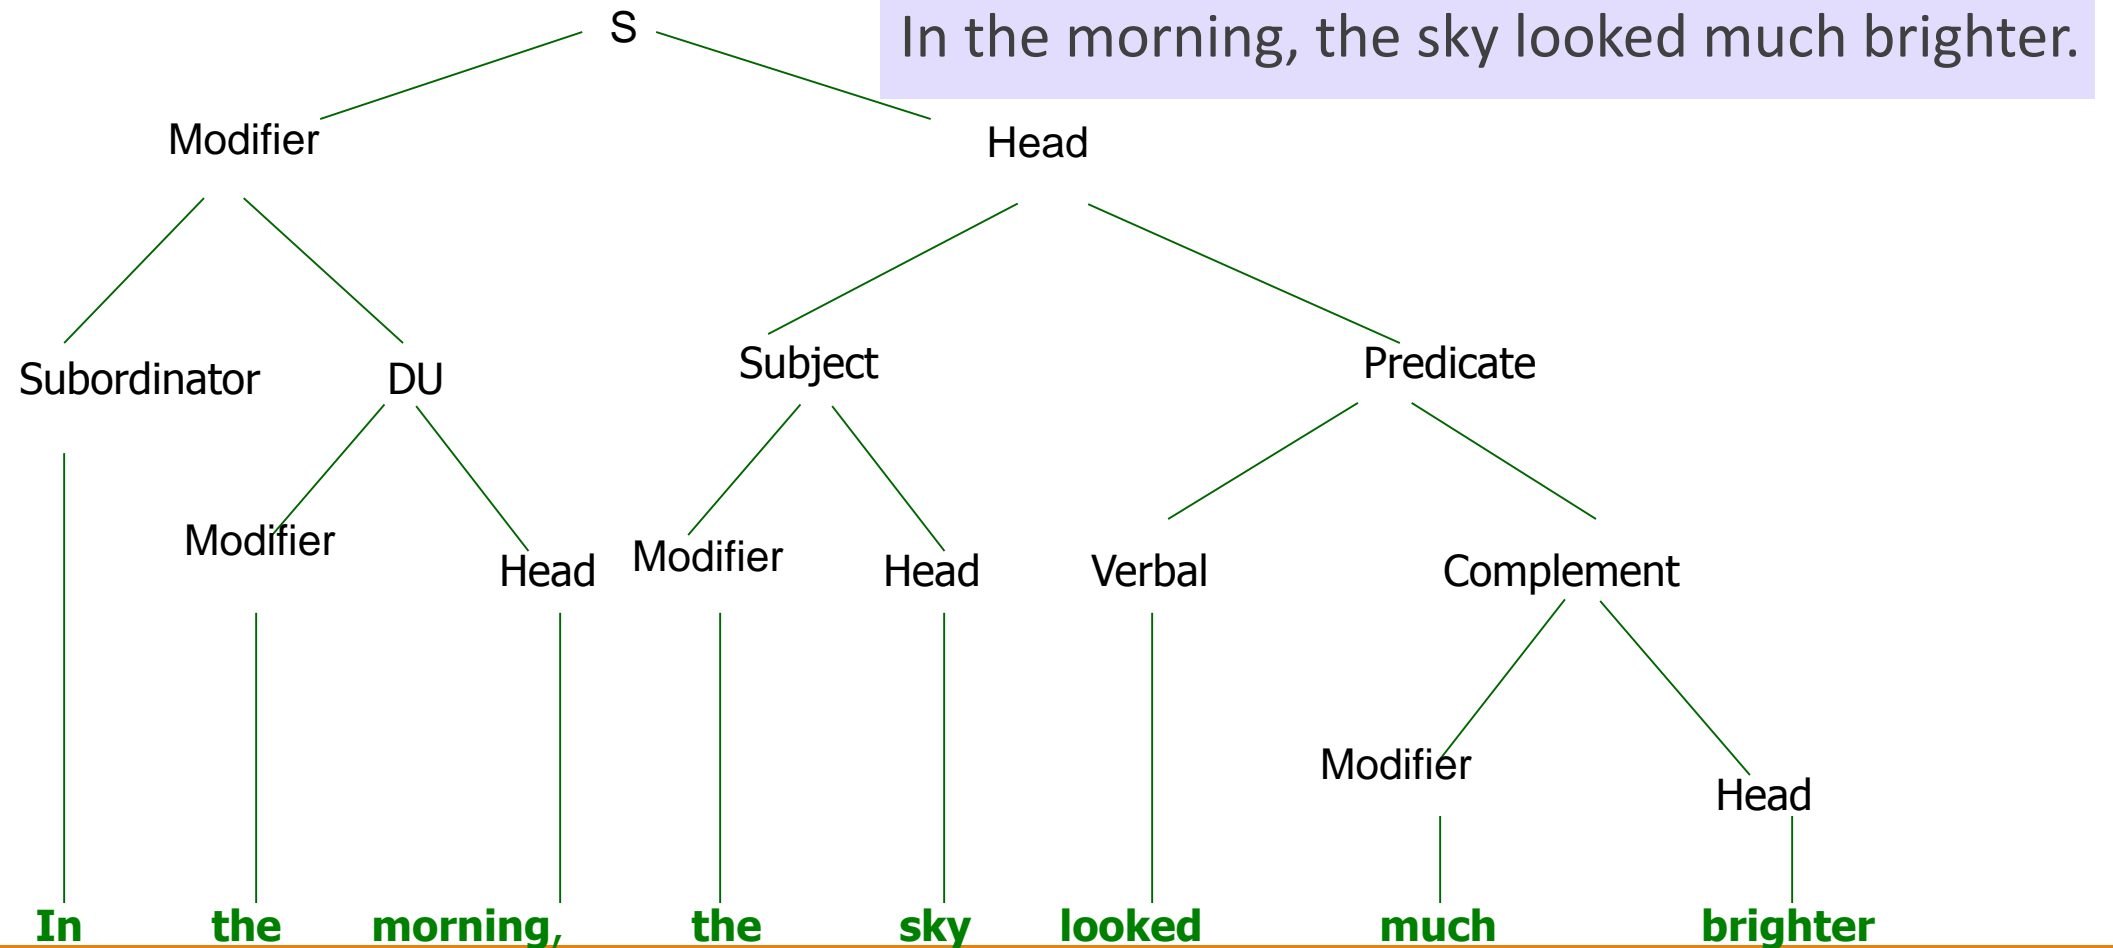 S
In the morning, the sky looked much brighter.
Modifier
Head
Subordinator
DU
Subject
Predicate
Modifier
Head
Modifier
Head
Verbal
Complement
Modifier
Head
In the morning, the sky looked much brighter